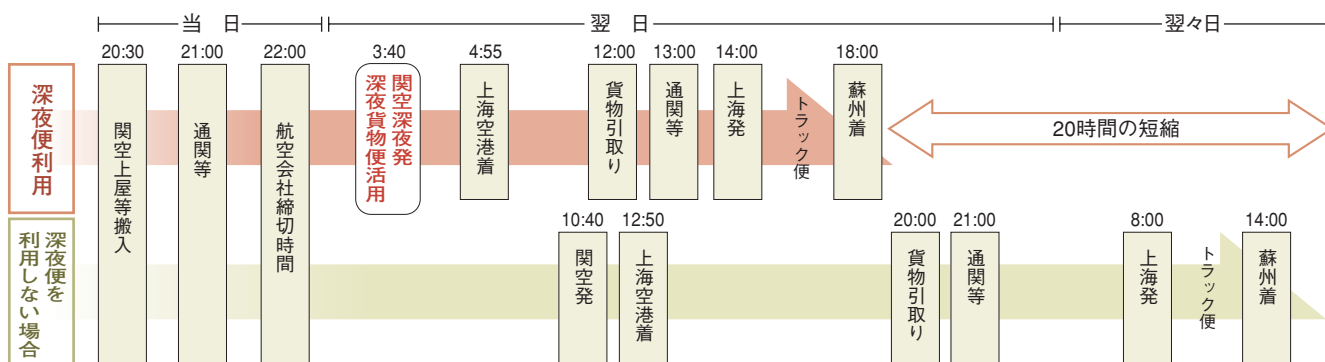 当日
翌日
翌々日
20:30
21:00
22:00
3:40
4:55
12:00
13:00
14:00
18:00
深夜便利用
関空上屋等搬入
通関等
航空会社締切時間
関空深夜発
深夜貨物便活用
上海空港着
貨物引取り
通関等
上海発
トラック便
蘇州着
20時間の短縮
10:40
12:50
20:00
21:00
8:00
14:00
深夜便を
利用しない場合
関空発
上海空港着
貨物引取り
通関等
上海発
トラック便
蘇州着